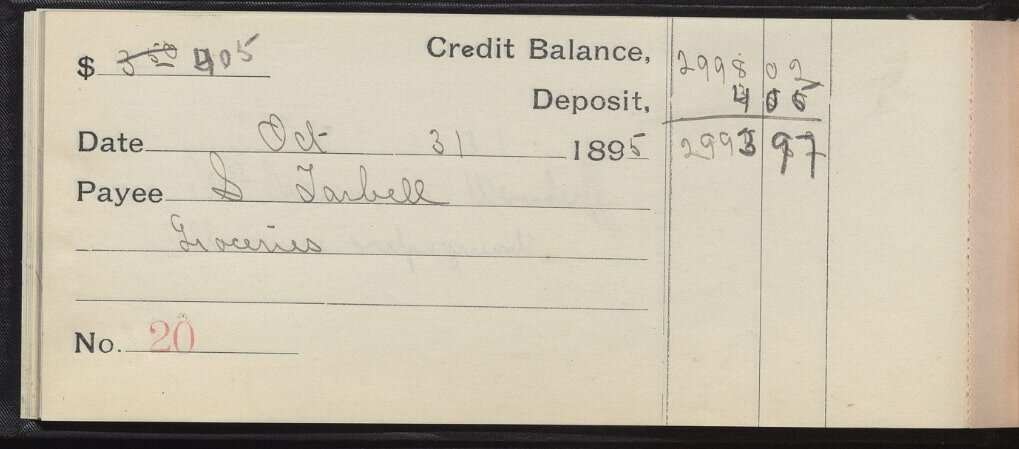 $ 3 50 4 05
Credit Balance, 2998 02
Deposit, 4 05
Date Oct 31 1895 2993 97
Payee S Tarbell
Groceries
No. 20